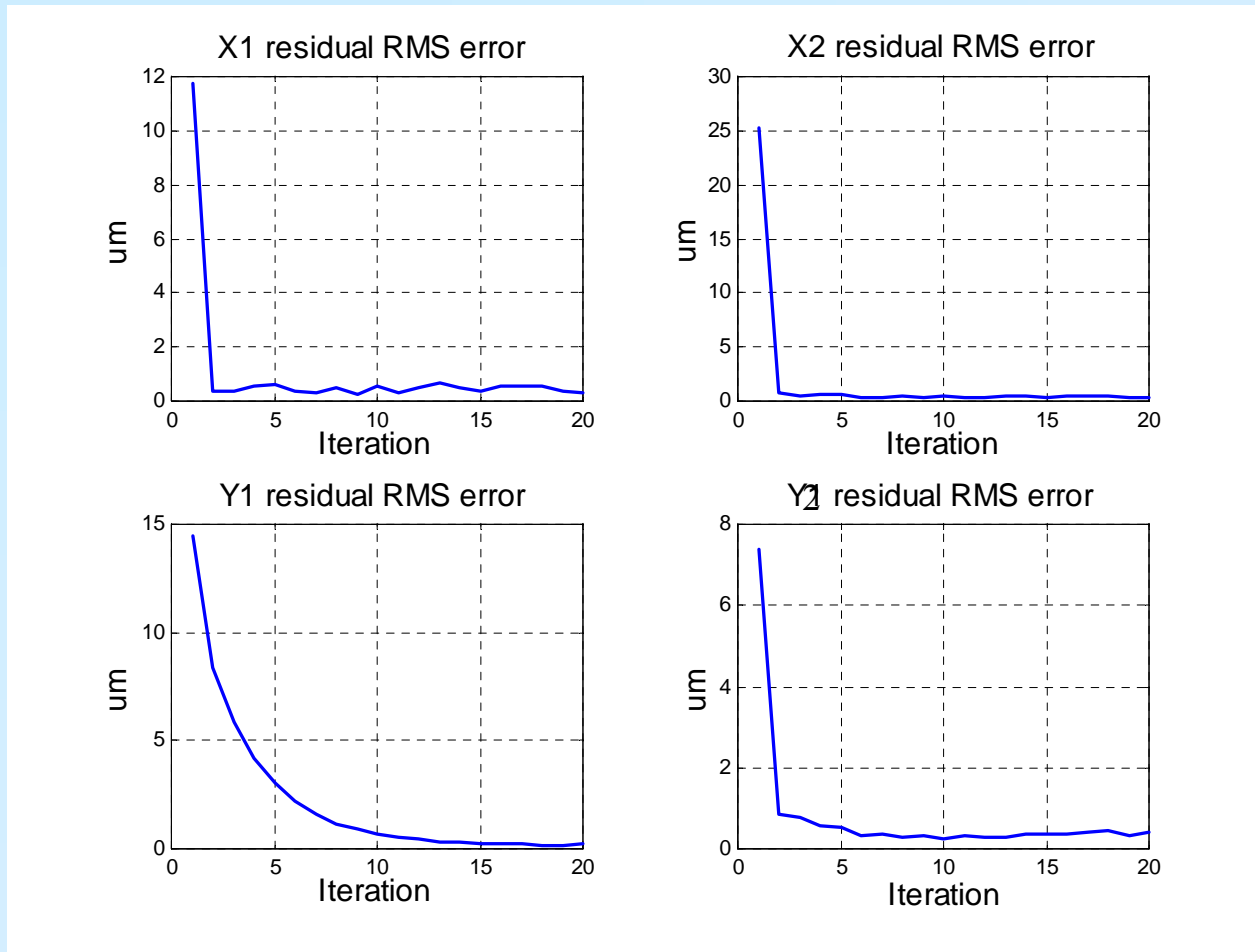 X1 residual RMS error
12
10
8
6
4
2
0
um
0 5 10 15 20
Iteration
X2 residual RMS error
30
25
20
15
10
5
0
um
0 5 10 15 20
Iteration
Y1 residual RMS error
15
10
5
0
um
0 5 10 15 20
Iteration
Y2 residual RMS error
8
6
4
2
0
um
0 5 10 15 20
Iteration